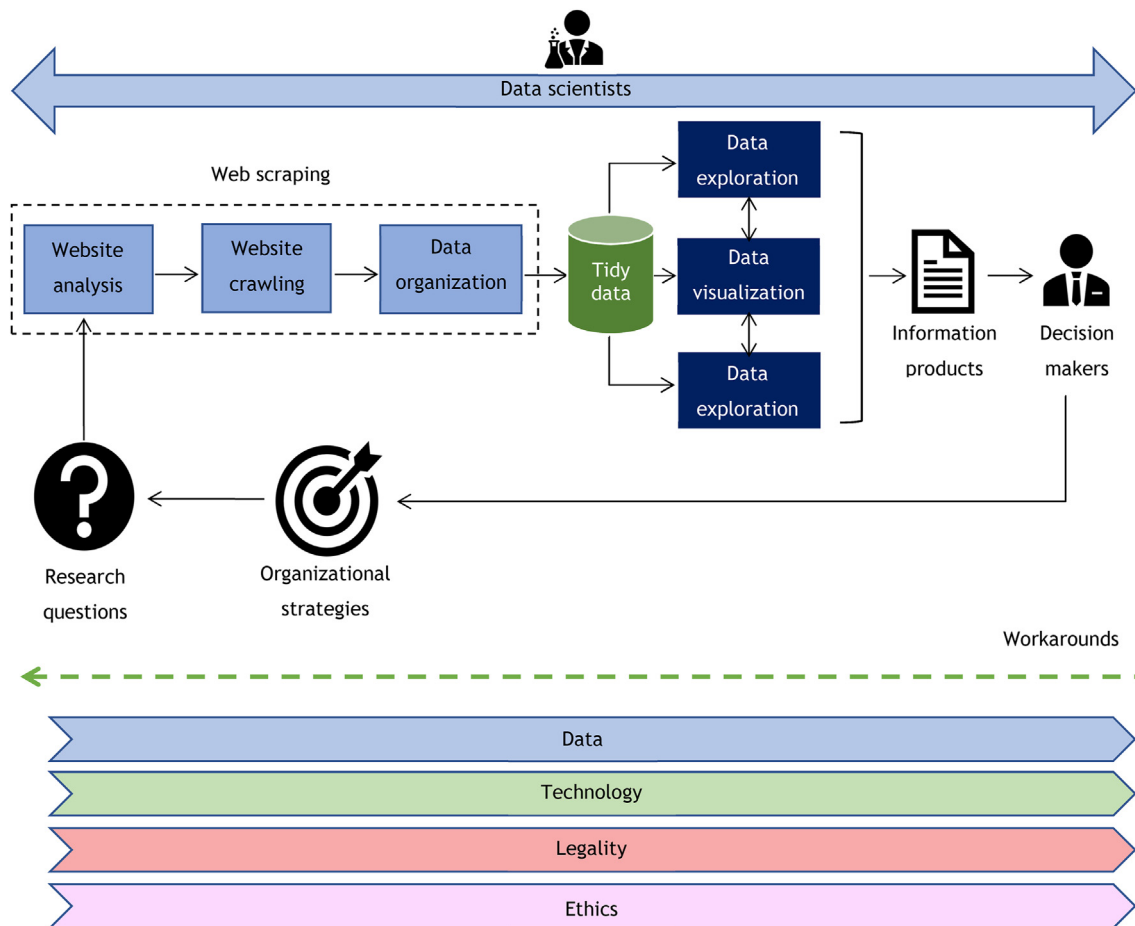 Data scientists
Web scraping
Website
analysis
Website
crawling
Data
organization
Tidy
data
Data
exploration
Data
visualization
Data
exploration
Information
products
Decision
makers
Research
questions
Organizational
strategies
Workarounds
Data
Technology
Legality
Ethics